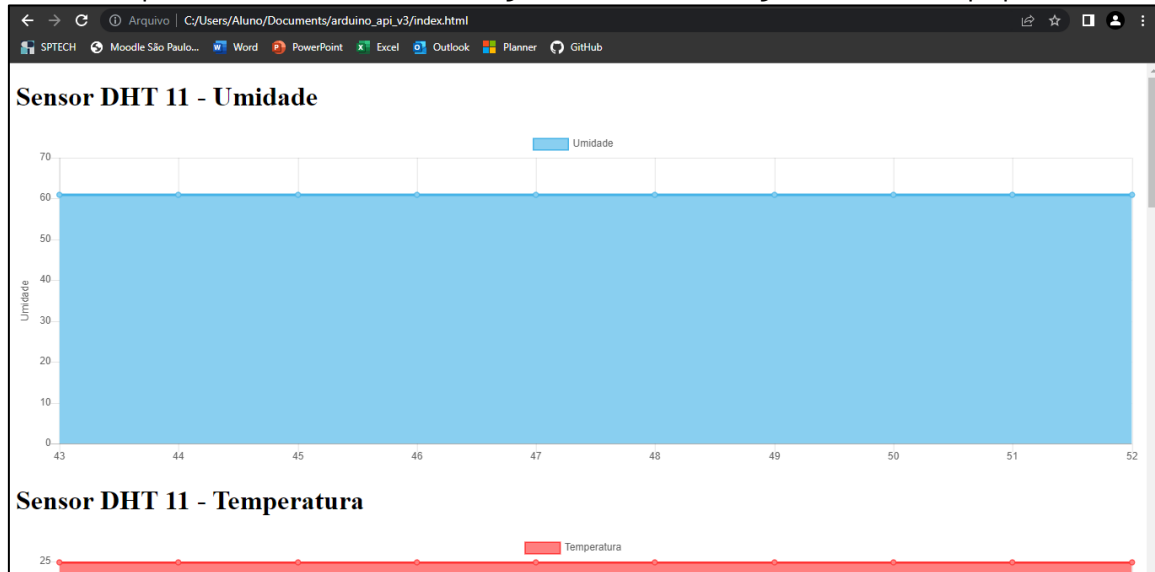 Arquivo C:/Users/Aluno/Documents/arduino_api_v3/index.html
SPTECH Moodle São Paulo... Word PowerPoint Excel Outlook Planner GitHub
Sensor DHT 11 - Umidade
Umidade
70
60
50
40
30
20
10
0
Umidade
43 44 45 46 47 48 49 50 51 52
Sensor DHT 11 - Temperatura
Temperatura
25